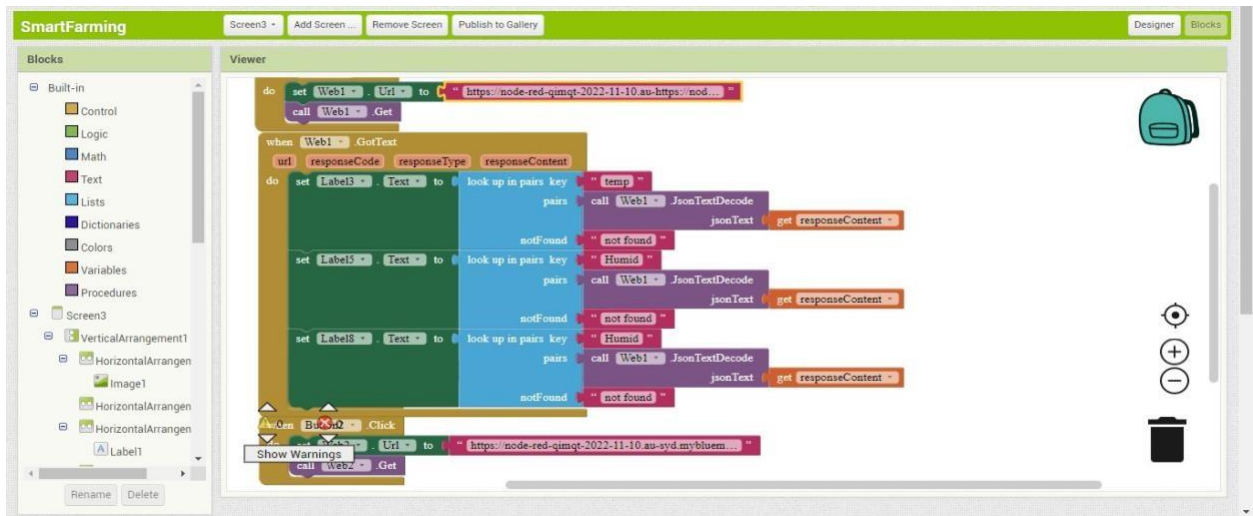 SmartFarming Screen3 Add Screen ... Remove Screen Publish to Gallery Designer Blocks
Blocks
Viewer
Built-in
Control
Logic
Math
Text
Lists
Dictionaries
Colors
Variables
Procedures
Screen3
VerticalArrangement1
HorizontalArrangen
Image1
HorizontalArrangen
HorizontalArrangen
Label1
Rename Delete
do set Web1 . Url to " https://node-red-qimqt-2022-11-10.au-https://nod... "
call Web1 .Get
when Web1 .GotText
url responseCode responseType responseContent
do set Label3 . Text to look up in pairs key " temp "
pairs call Web1 .JsonTextDecode
jsonText get responseContent
notFound " not found "
set Label5 . Text to look up in pairs key " Humid "
pairs call Web1 .JsonTextDecode
jsonText get responseContent
notFound " not found "
set Label8 . Text to look up in pairs key " Humid "
pairs call Web1 .JsonTextDecode
jsonText get responseContent
notFound " not found "
.Click
. Url to " https://node-red-qimqt-2022-11-10.au-syd.mybluem... "
Show Warnings
call Web2 .Get